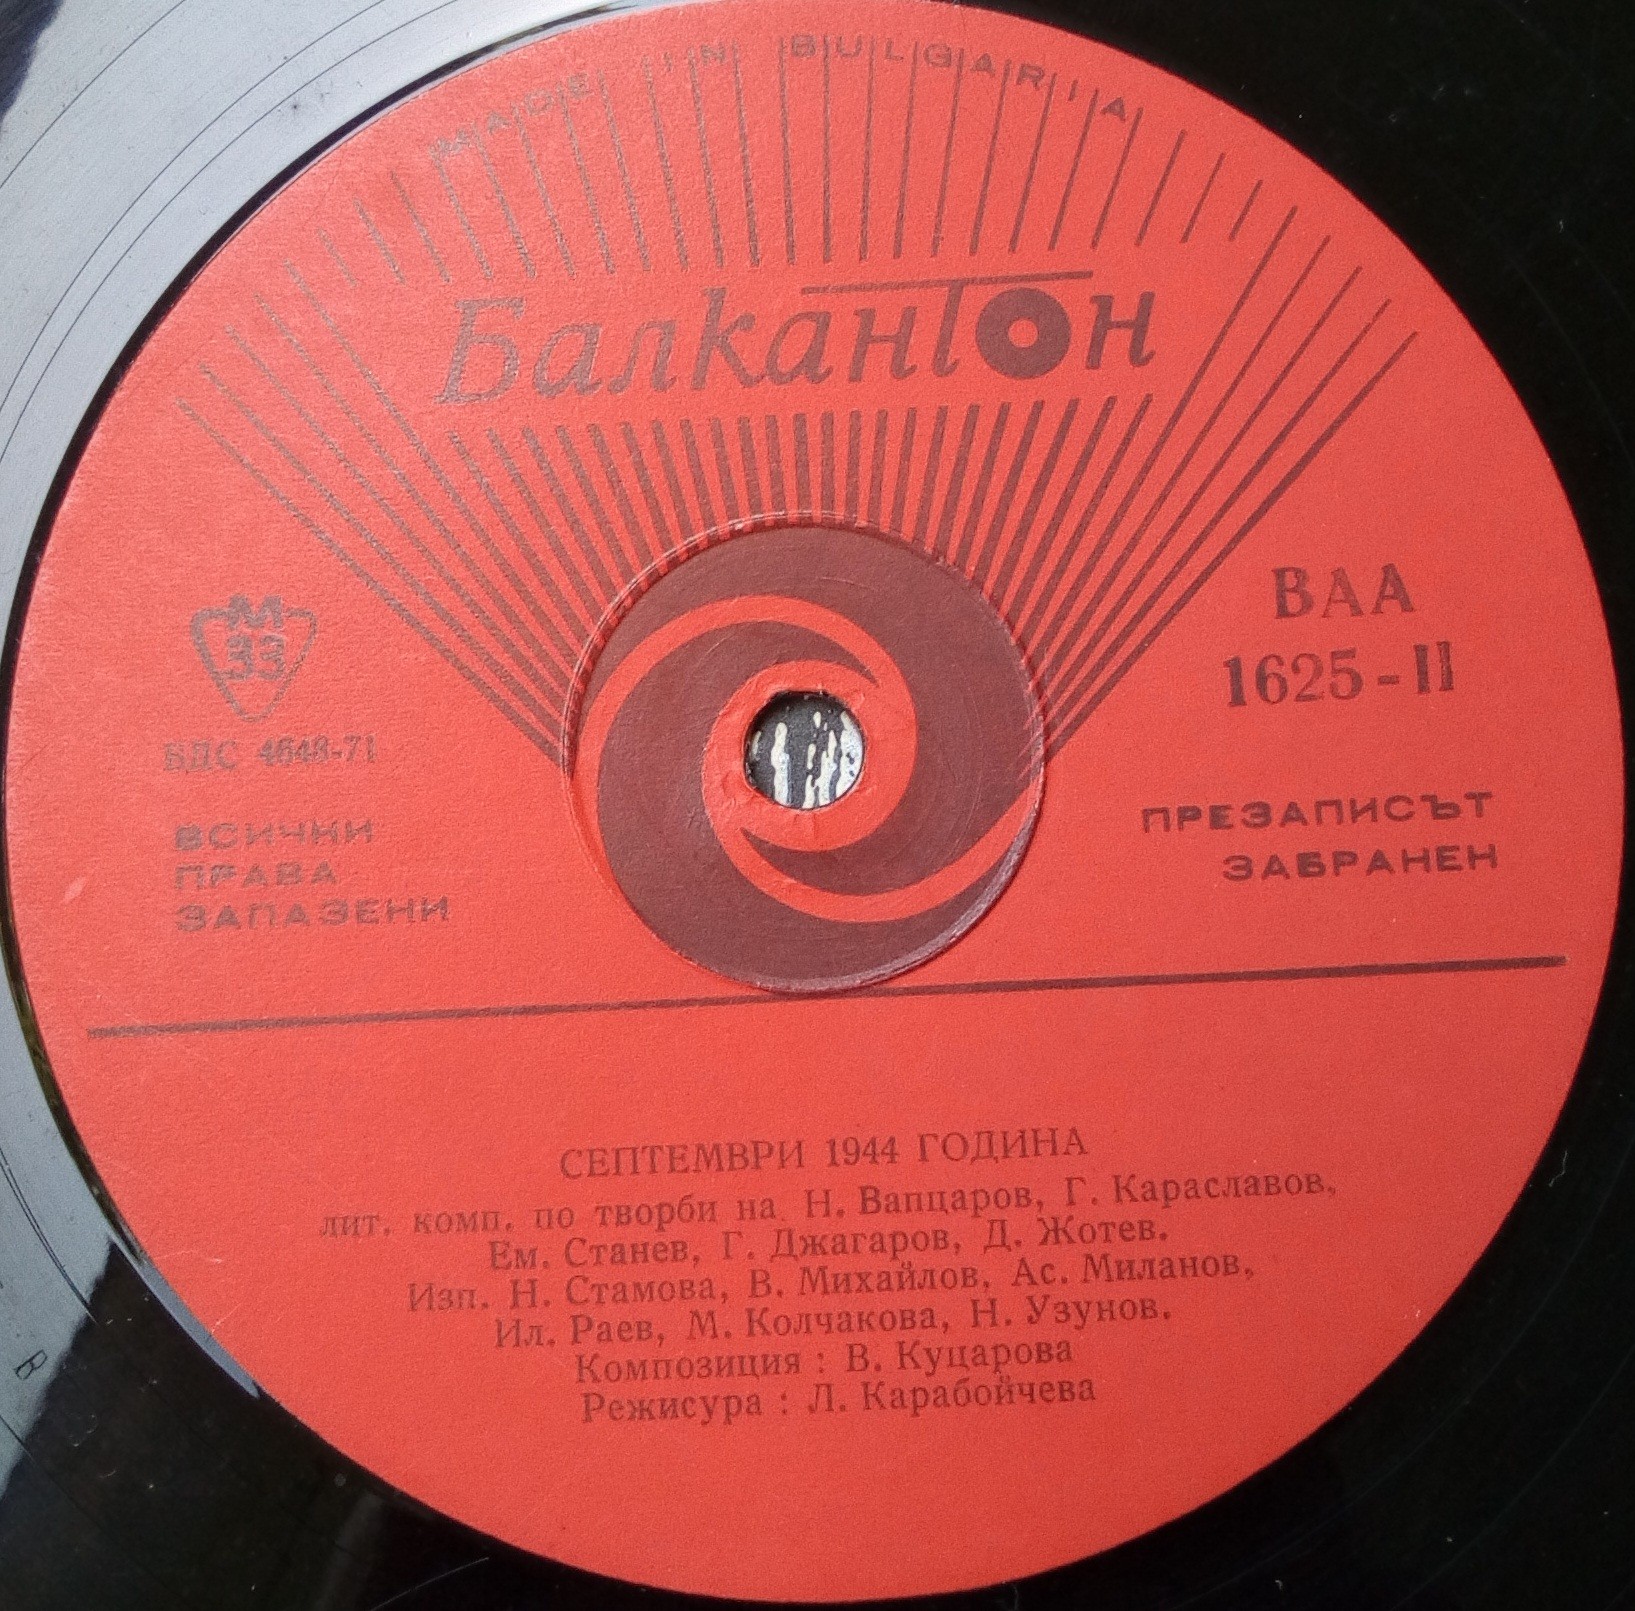 MADE IN BULGARIA
Балкантон
М
33
БДС 4648-71
ВСИЧКИ
ПРАВА
ЗАПАЗЕНИ
ВАА
1625-II
ПРЕЗАПИСЪТ
ЗАБРАНЕН
СЕПТЕМВРИ 1944 ГОДИНА
лит. комп. по творби на Н. Вапцаров, Г. Караславов,
Ем. Станев, Г. Джагаров, Д. Жотев.
Изп. Н. Стамова, В. Михайлов, Ас. Миланов,
Ил. Раев, М. Колчакова, Н. Узунов.
Композиция : В. Куцарова
Режисура : Л. Карабойчева
В